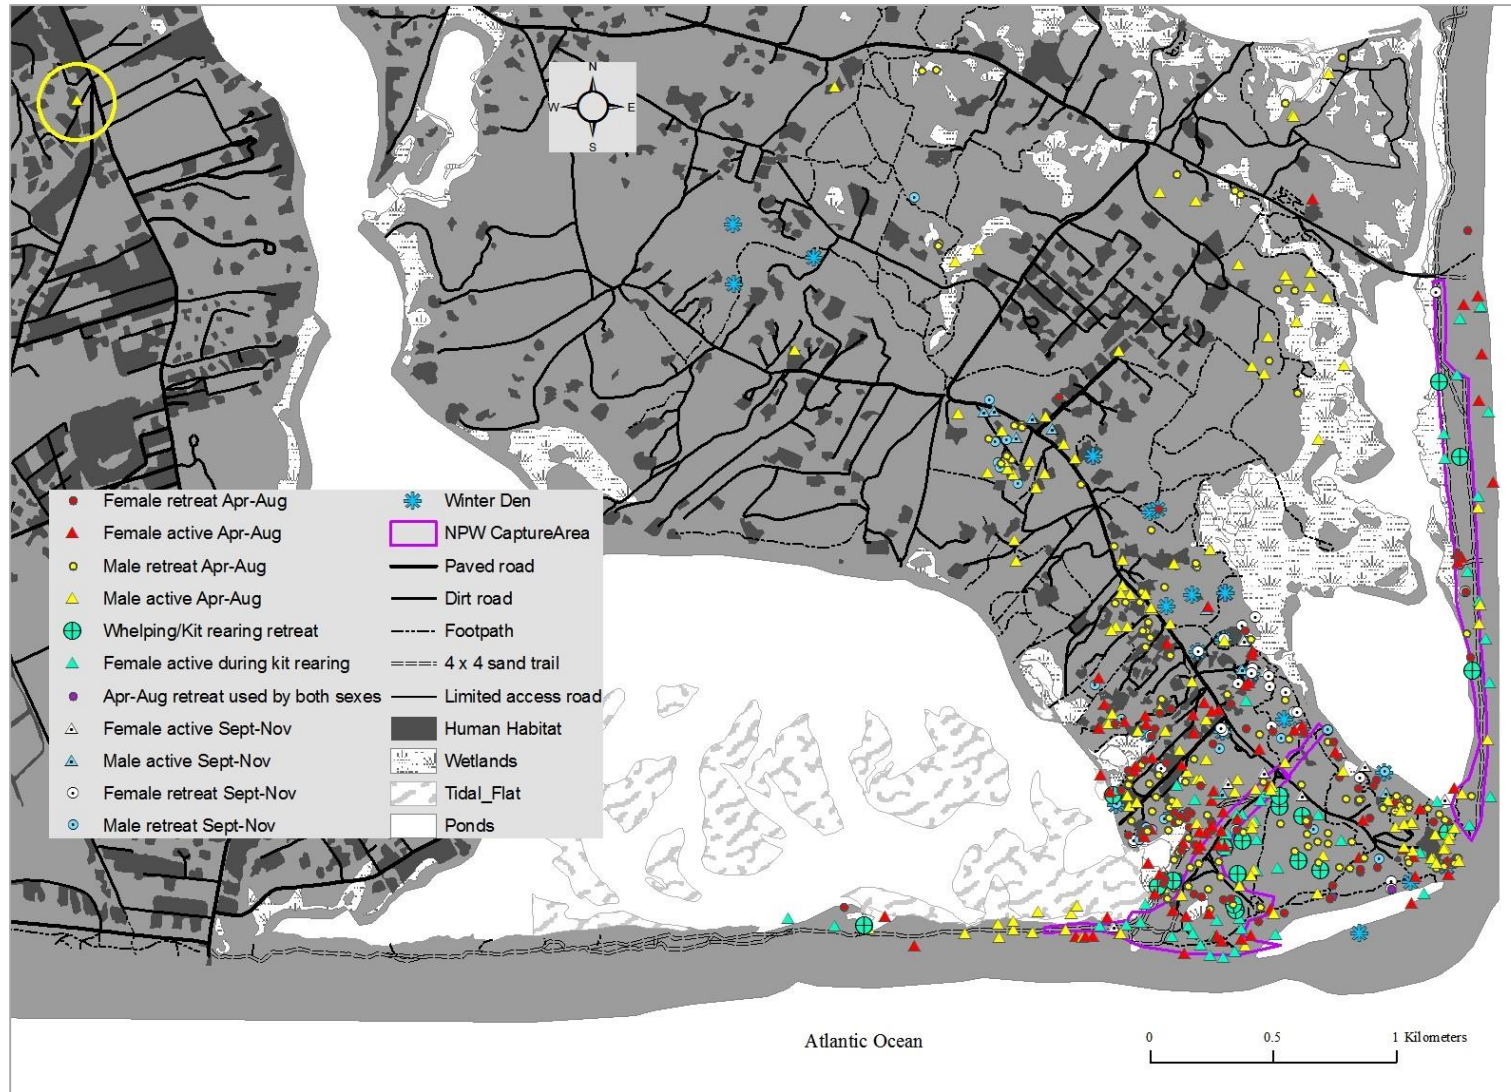 N
W E
S
Female retreat Apr-Aug
Female active Apr-Aug
Male retreat Apr-Aug
Male active Apr-Aug
Whelping/Kit rearing retreat
Female active during kit rearing
Apr-Aug retreat used by both sexes
Female active Sept-Nov
Male active Sept-Nov
Female retreat Sept-Nov
Male retreat Sept-Nov
Winter Den
NPW CaptureArea
Paved road
Dirt road
Footpath
4 x 4 sand trail
Limited access road
Human Habitat
Wetlands
Tidal_Flat
Ponds
Atlantic Ocean
0 0.5 1 Kilometers